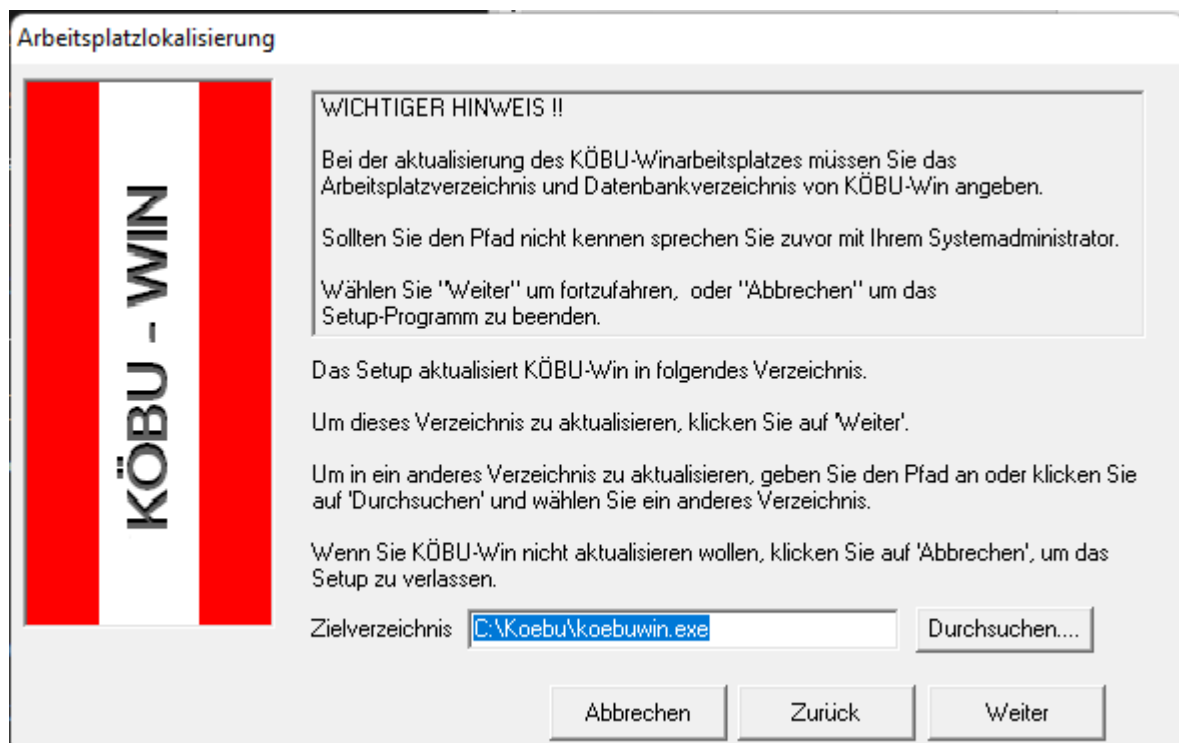 Arbeitsplatzlokalisierung
KÖBU - WIN
WICHTIGER HINWEIS !!
Bei der aktualisierung des KÖBU-Winarbeitsplatzes müssen Sie das
Arbeitsplatzverzeichnis und Datenbankverzeichnis von KÖBU-Win angeben.
Sollten Sie den Pfad nicht kennen sprechen Sie zuvor mit Ihrem Systemadministrator.
Wählen Sie "Weiter" um fortzufahren, oder "Abbrechen" um das
Setup-Programm zu beenden.
Das Setup aktualisiert KÖBU-Win in folgendes Verzeichnis.
Um dieses Verzeichnis zu aktualisieren, klicken Sie auf 'Weiter'.
Um in ein anderes Verzeichnis zu aktualisieren, geben Sie den Pfad an oder klicken Sie
auf 'Durchsuchen' und wählen Sie ein anderes Verzeichnis.
Wenn Sie KÖBU-Win nicht aktualisieren wollen, klicken Sie auf 'Abbrechen', um das
Setup zu verlassen.
Zielverzeichnis C:\Koebu\koebuwin.exe Durchsuchen....
Abbrechen Zurück Weiter